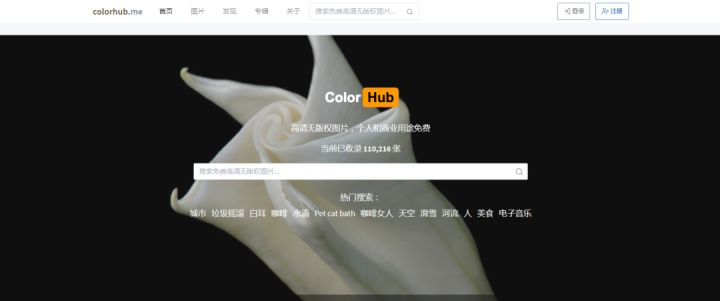 colorhub.me 首页 图片 发现 专辑 关于 搜索免费高清无版权图片... 登录 注册
Color Hub
高清无版权图片，个人和商业用途免费
当前已收录 110,216 张
搜索免费高清无版权图片...
热门搜索：
城市 垃圾摇滚 白耳 咖啡 水滴 Pet cat bath 咖啡女人 天空 滑雪 河流 人 美食 电子音乐